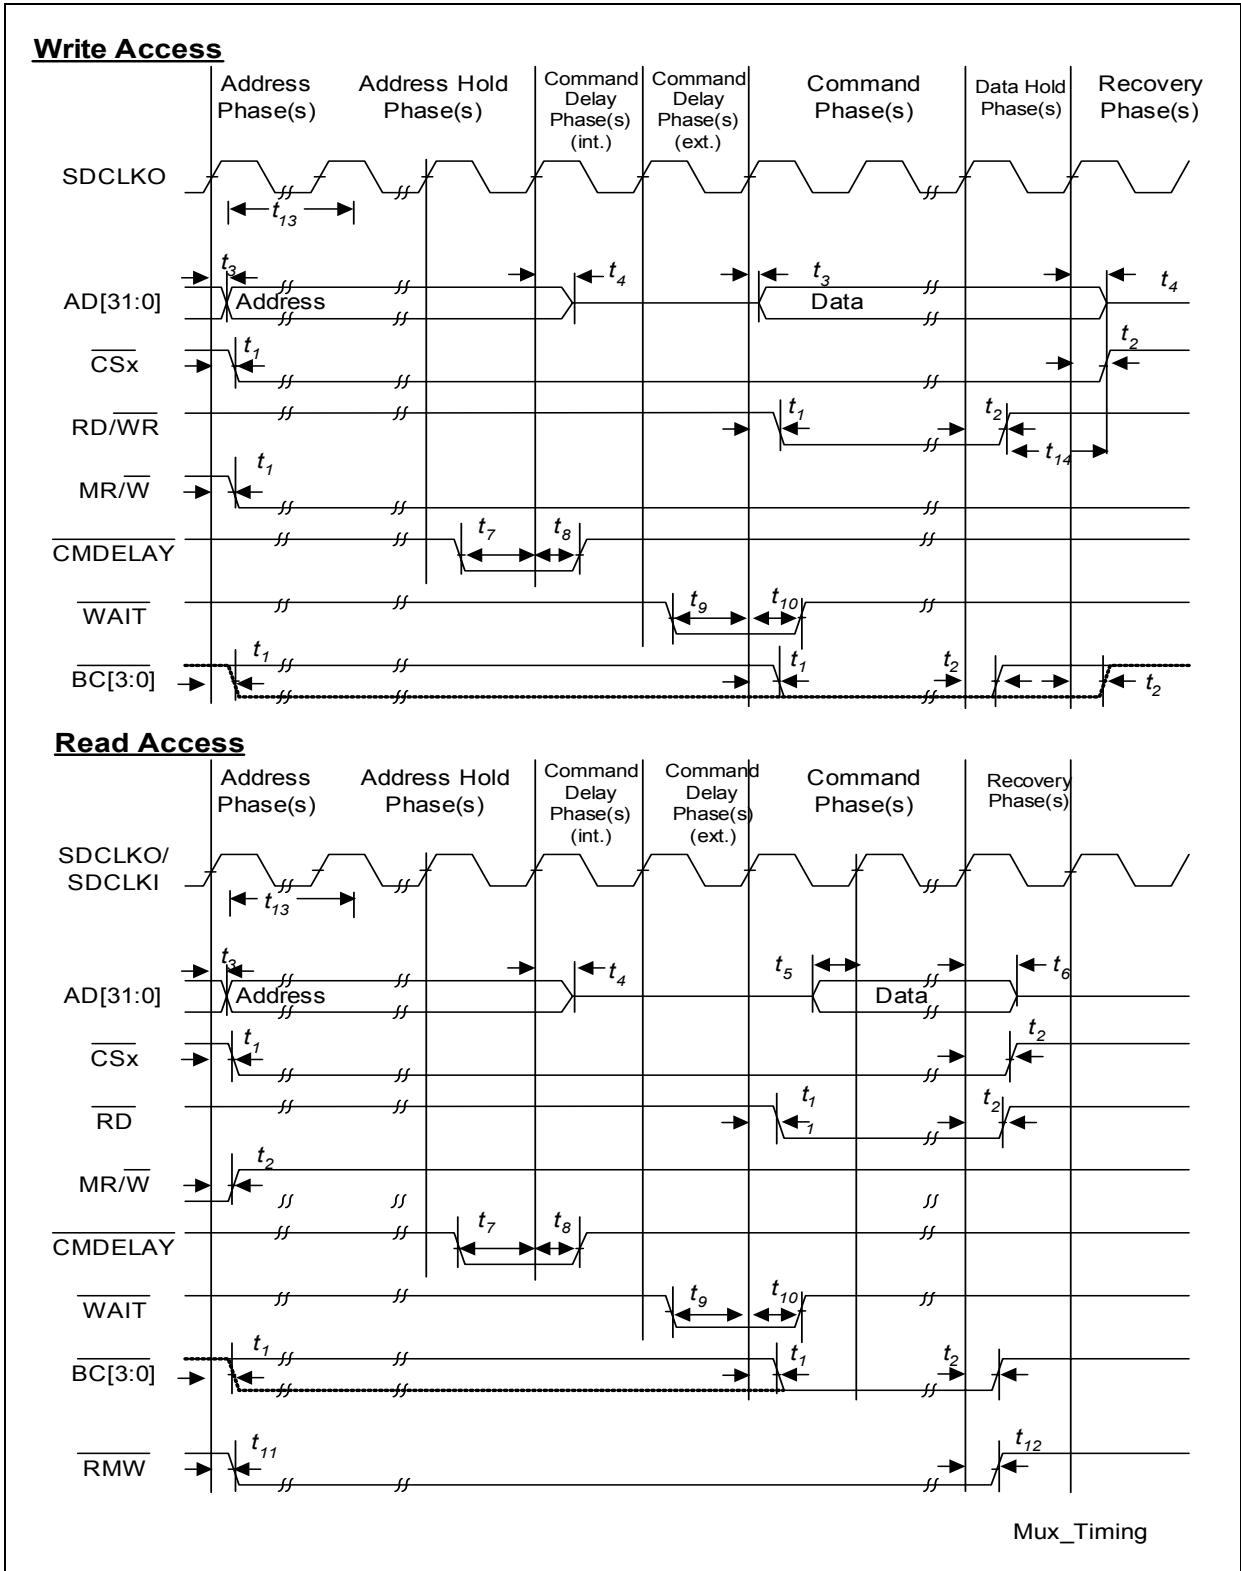 Write Access
Address Phase(s)
Address Hold Phase(s)
Command Delay Phase(s) (int.)
Command Delay Phase(s) (ext.)
Command Phase(s)
Data Hold Phase(s)
Recovery Phase(s)
SDCLKO
t13
AD[31:0]
t3
Address
t4
t3
Data
t4
CSx
t1
t2
RD/WR
t1
t2
t14
MR/W
t1
CMDELAY
t7
t8
WAIT
t9
t10
BC[3:0]
t1
t1
t2
t2
Read Access
Address Phase(s)
Address Hold Phase(s)
Command Delay Phase(s) (int.)
Command Delay Phase(s) (ext.)
Command Phase(s)
Recovery Phase(s)
SDCLKO/
SDCLKI
t13
AD[31:0]
t3
Address
t4
t5
Data
t6
CSx
t1
t2
RD
t1
1
t2
MR/W
t2
CMDELAY
t7
t8
WAIT
t9
t10
BC[3:0]
t1
t1
t2
RMW
t11
t12
Mux_Timing